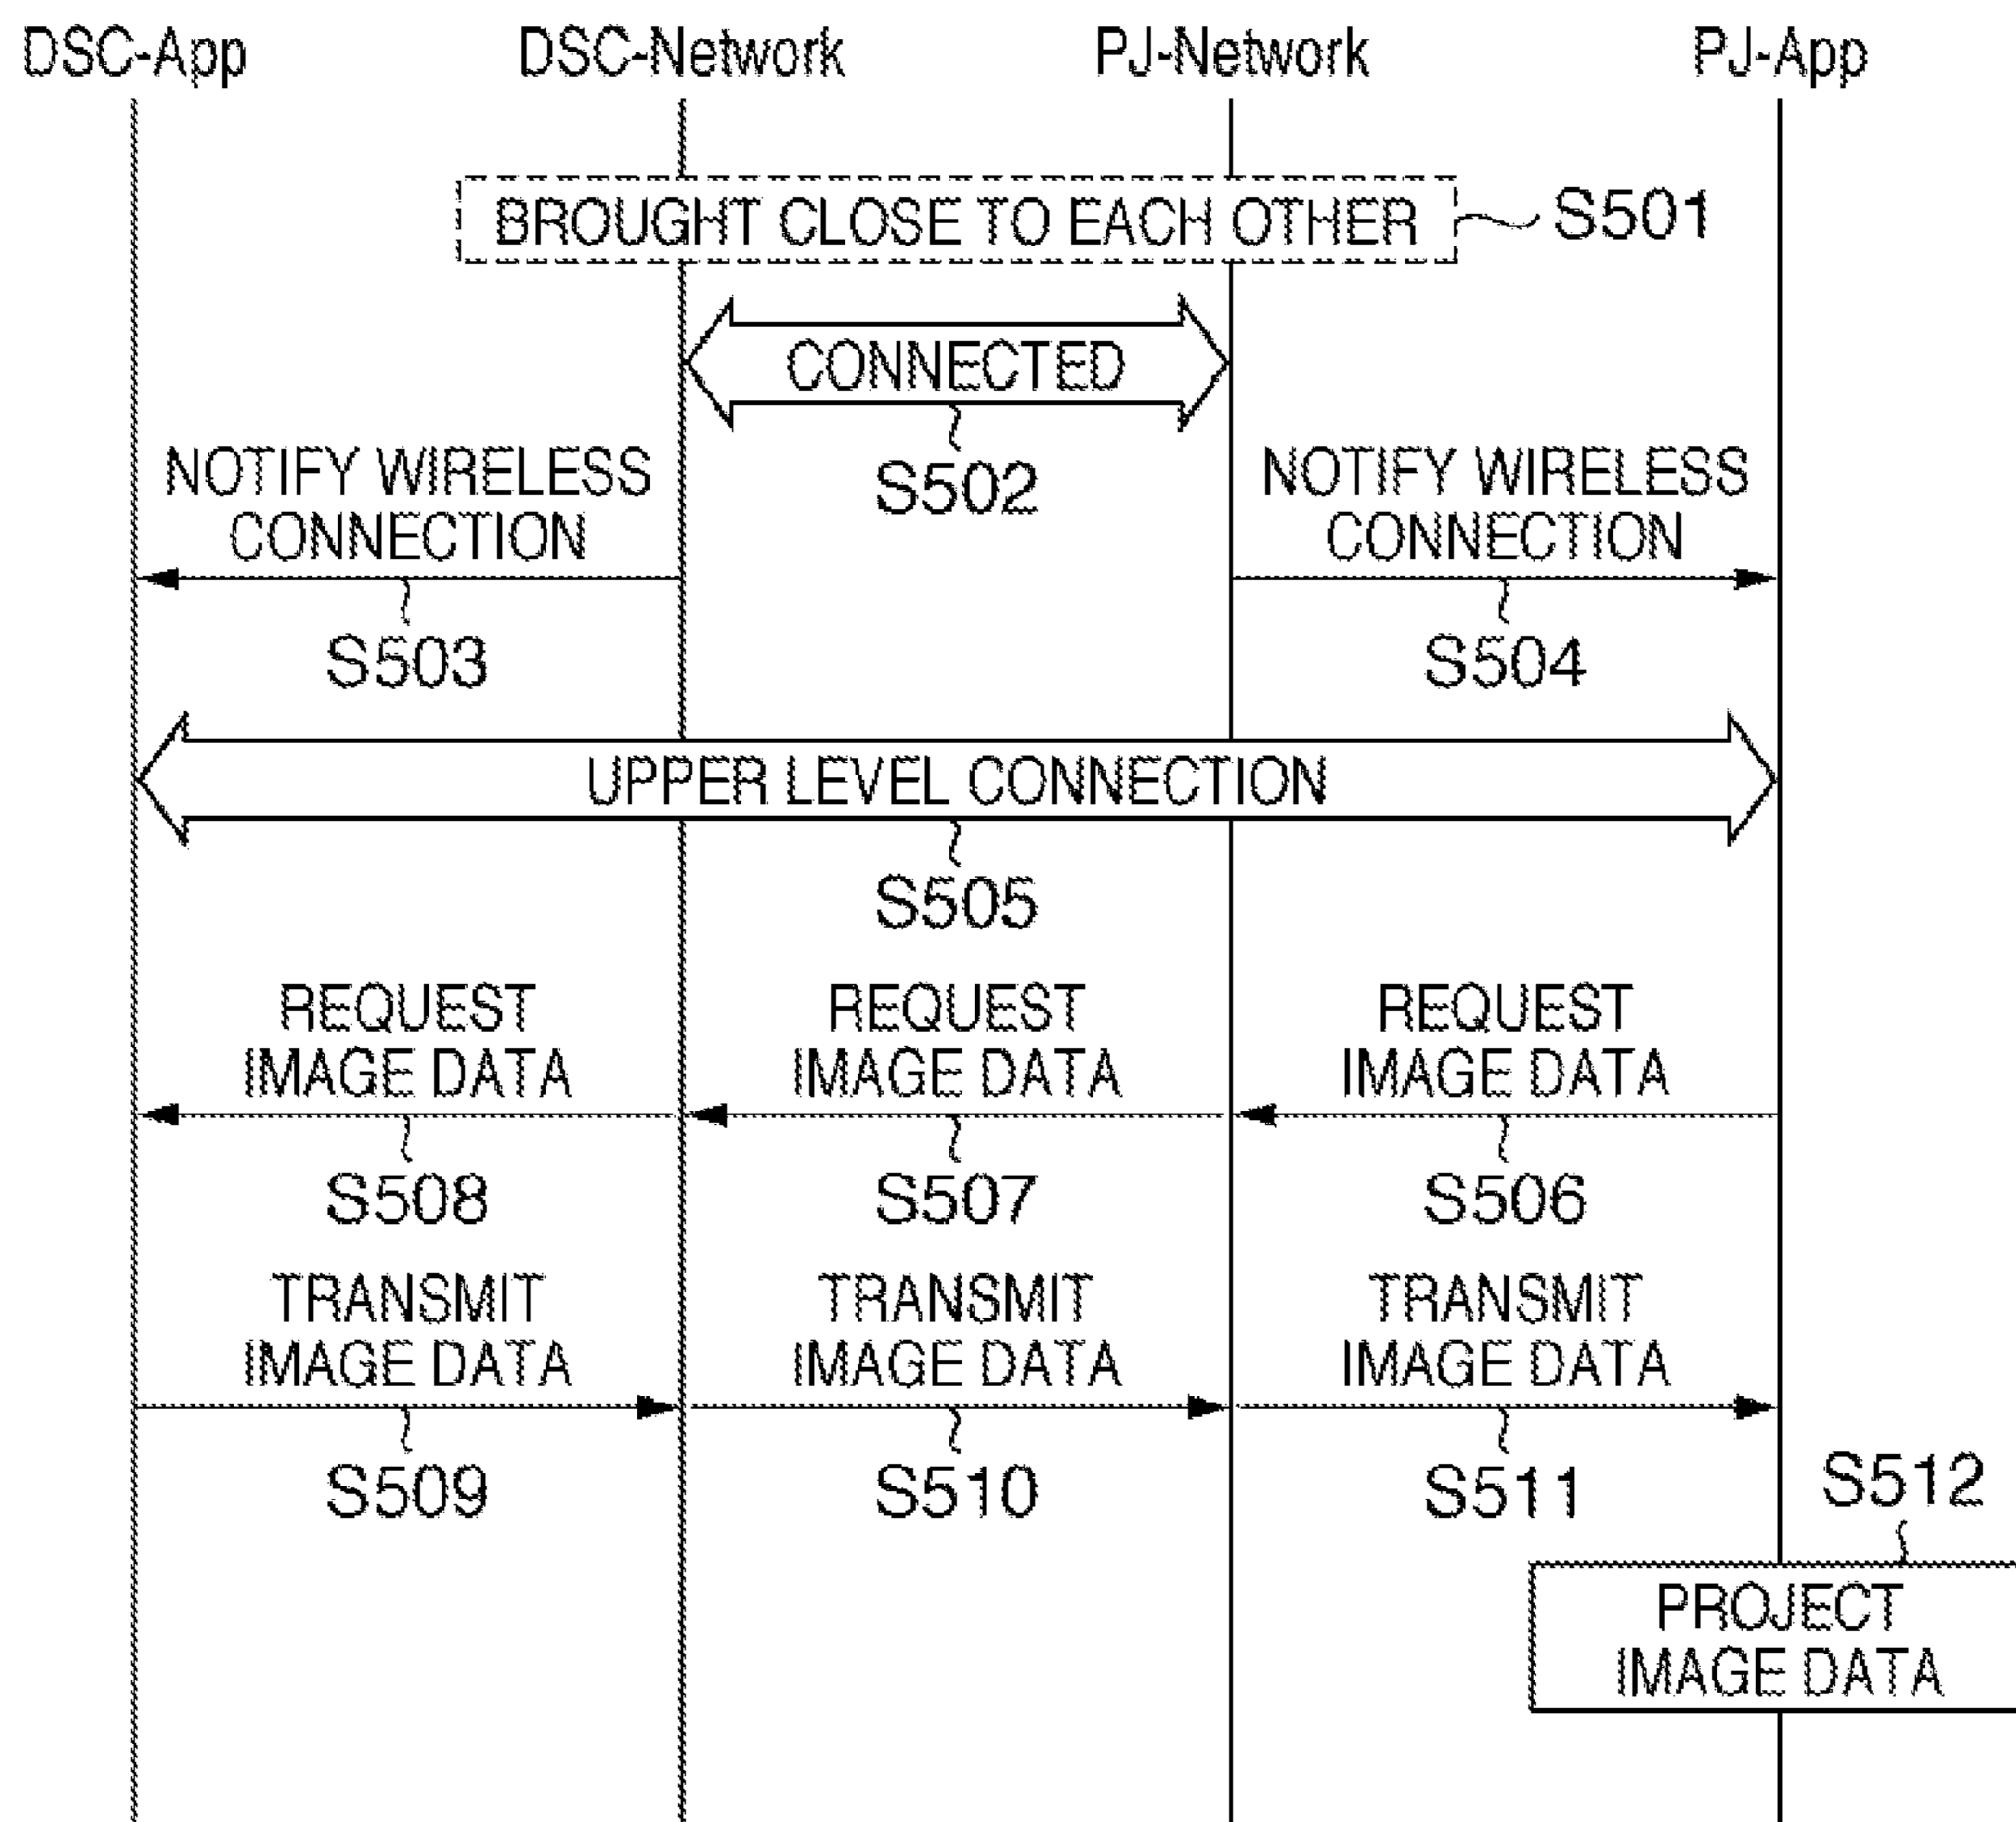 DSC-App DSC-Network PJ-Network PJ-App
BROUGHT CLOSE TO EACH OTHER S501
CONNECTED
S502
NOTIFY WIRELESS
CONNECTION
S503
NOTIFY WIRELESS
CONNECTION
S504
UPPER LEVEL CONNECTION
S505
REQUEST
IMAGE DATA
S508
REQUEST
IMAGE DATA
S507
REQUEST
IMAGE DATA
S506
TRANSMIT
IMAGE DATA
S509
TRANSMIT
IMAGE DATA
S510
TRANSMIT
IMAGE DATA
S511
S512
PROJECT
IMAGE DATA